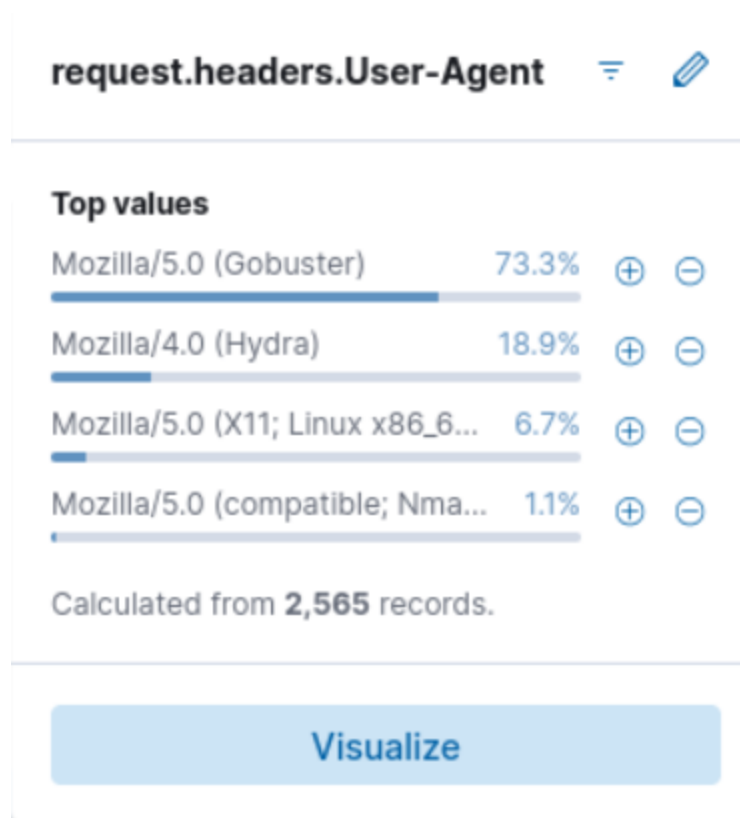 request.headers.User-Agent
Top values
Mozilla/5.0 (Gobuster) 73.3%
Mozilla/4.0 (Hydra) 18.9%
Mozilla/5.0 (X11; Linux x86_6... 6.7%
Mozilla/5.0 (compatible; Nma... 1.1%
Calculated from 2,565 records.
Visualize